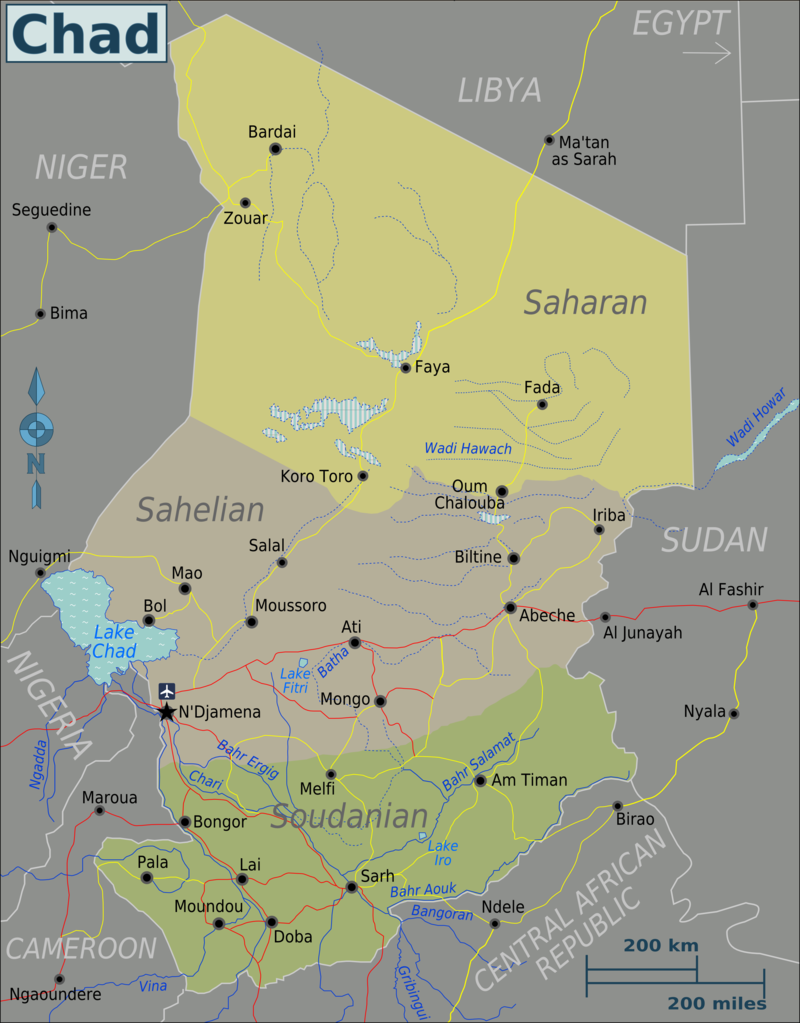 Chad
EGYPT
LIBYA
NIGER
Bardai
Ma'tan
as Sarah
Seguedine
Zouar
Bima
Saharan
Faya
Fada
Wadi Howar
Wadi Hawach
N
Koro Toro
Oum
Chalouba
Sahelian
Iriba
SUDAN
Salal
Biltine
Nguigmi
Mao
Al Fashir
Bol
Moussoro
Abeche
Al Junayah
Lake
Chad
Ati
Batha
Lake
Fitri
NIGERIA
Mongo
N'Djamena
Nyala
Ngadda
Bahr Ergig
Bahr Salamat
Chari
Melfi
Am Timan
Maroua
Soudanian
Birao
Bongor
Lake
Iro
Pala
Lai
Sarh
Bahr Aouk
CENTRAL AFRICAN
REPUBLIC
Moundou
Bangoran
Ndele
Doba
CAMEROON
200 km
Vina
Gribingui
Ngaoundere
200 miles